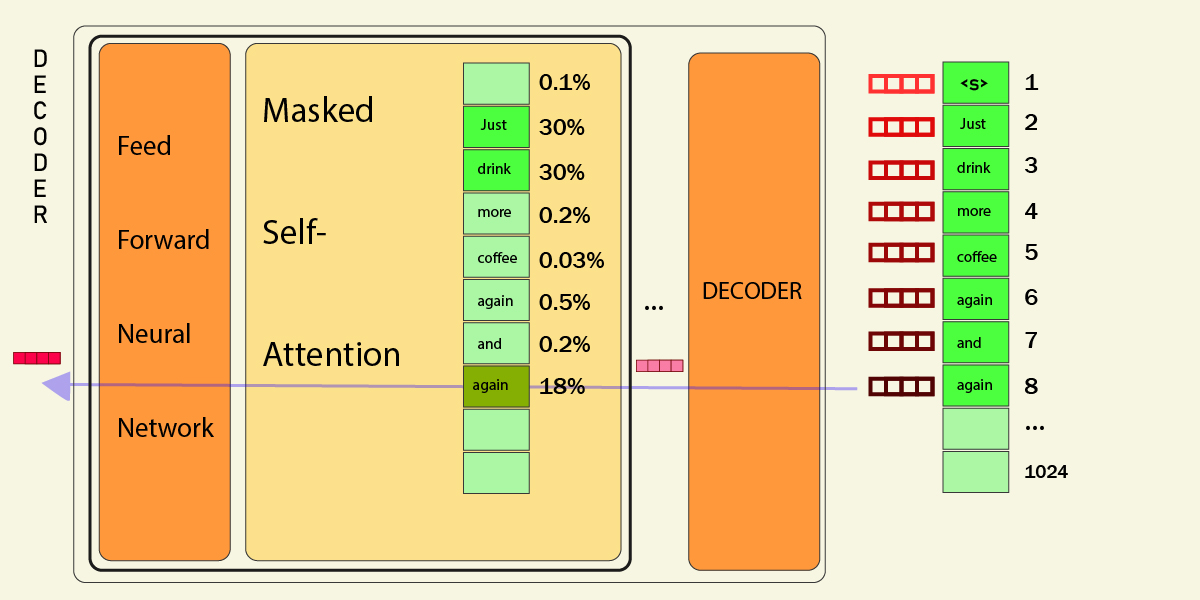 DECODER
Feed
Forward
Neural
Network
Masked
Self-
Attention
0.1%
Just 30%
drink 30%
more 0.2%
coffee 0.03%
again 0.5%
and 0.2%
again 18%
...
DECODER
<s> 1
Just 2
drink 3
more 4
coffee 5
again 6
and 7
again 8
...
1024